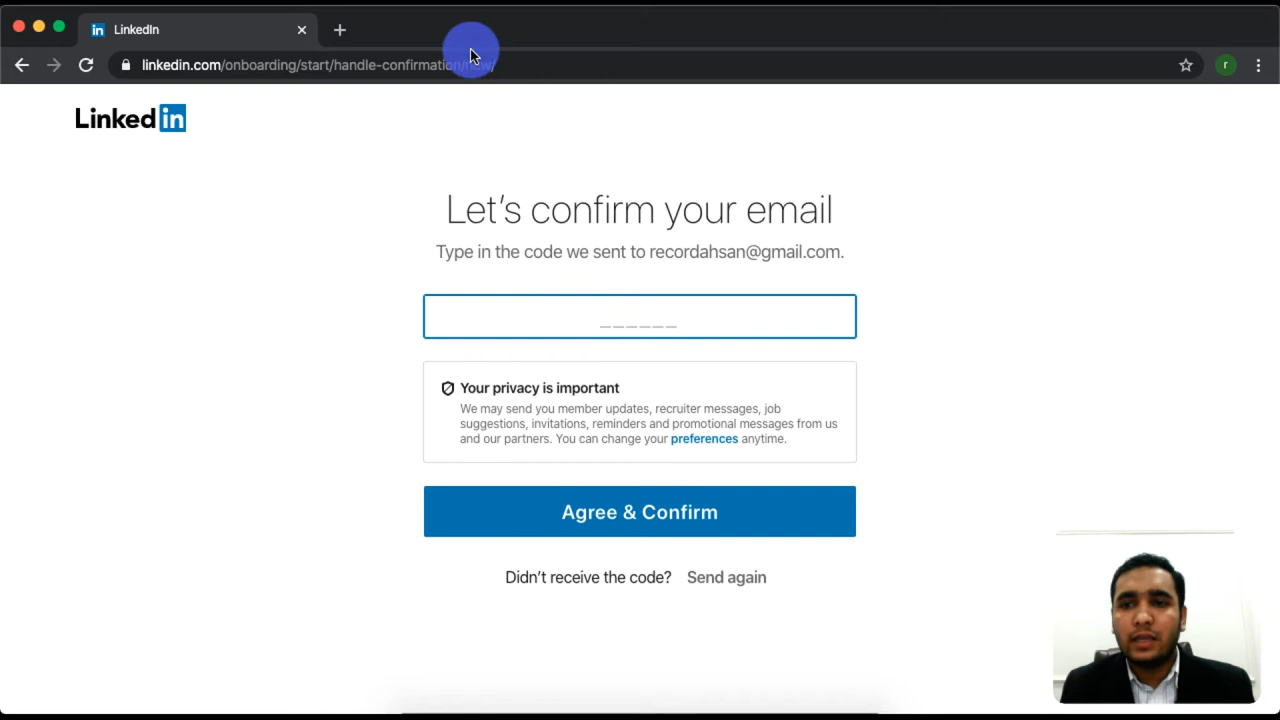 LinkedIn
linkedin.com/onboarding/start/handle-confirmation/new/
r
LinkedIn
Let's confirm your email
Type in the code we sent to recordahsan@gmail.com.
______
Your privacy is important
We may send you member updates, recruiter messages, job
suggestions, invitations, reminders and promotional messages from us
and our partners. You can change your preferences anytime.
Agree & Confirm
Didn't receive the code? Send again